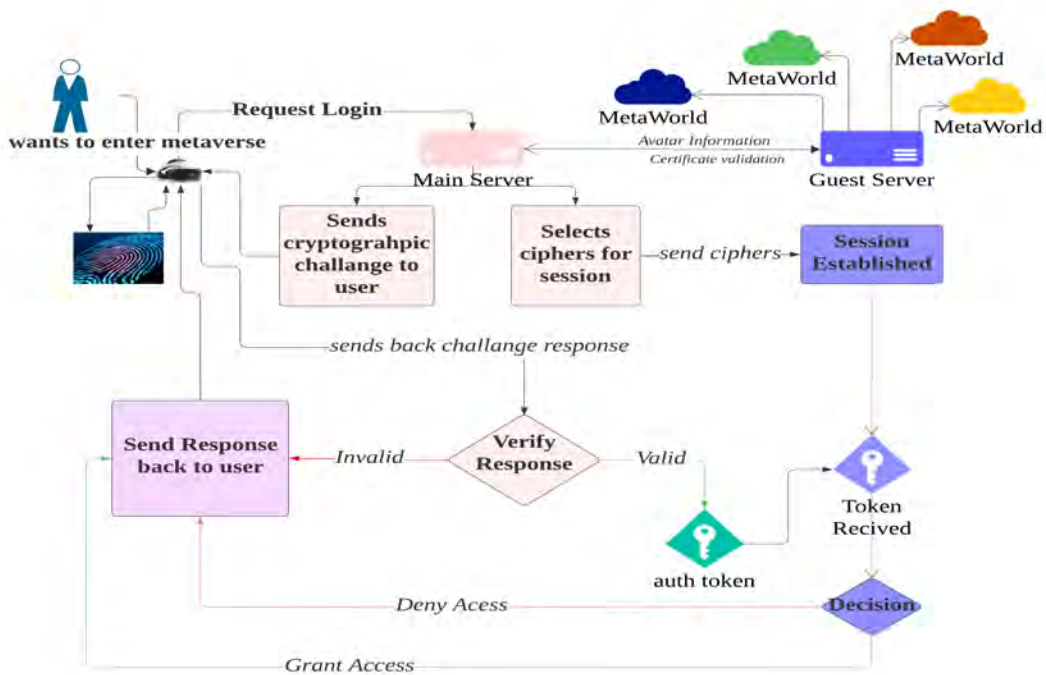 MetaWorld
MetaWorld
MetaWorld
MetaWorld
Request Login
wants to enter metaverse
Avatar Information
Certificate validation
Main Server
Guest Server
Sends
cryptograhpic
challange to
user
Selects
ciphers for
session
send ciphers
Session
Established
sends back challange response
Send Response
back to user
Invalid
Verify
Response
Valid
Token
Recived
auth token
Deny Acess
Decision
Grant Access